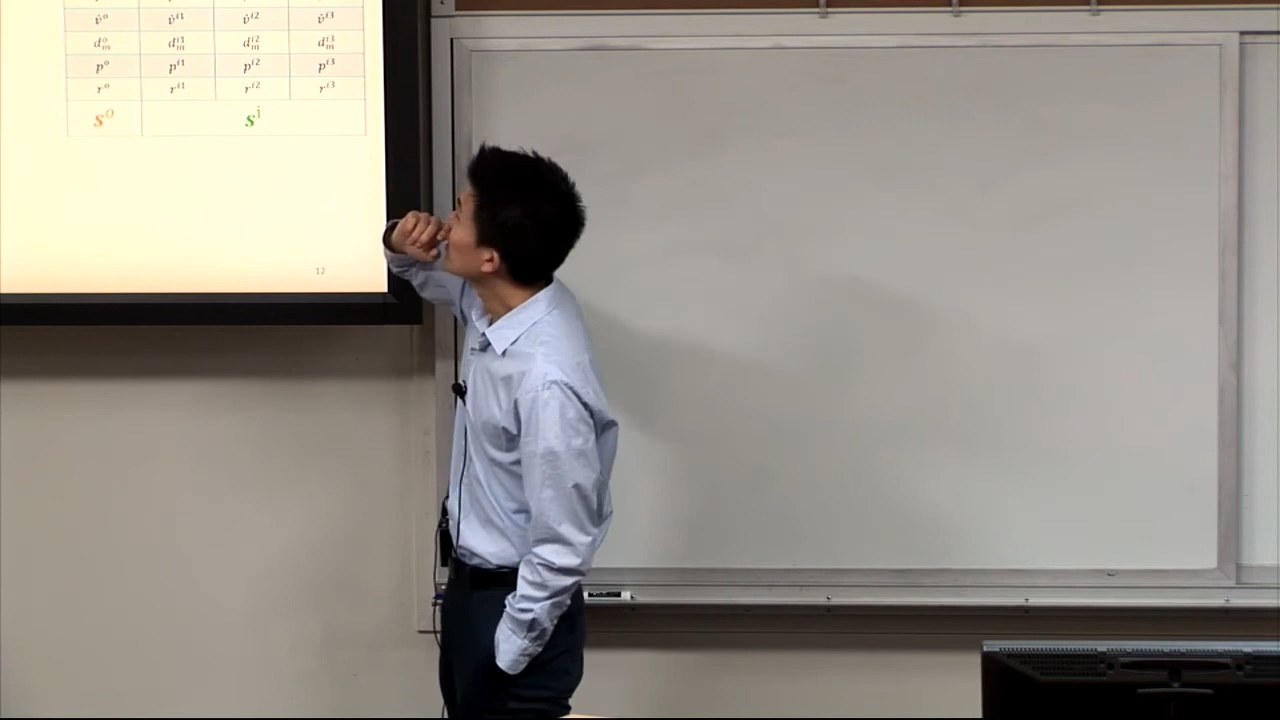 v̂ᵒ v̂ⁱ¹ v̂ⁱ² v̂ⁱ³
dₘᵒ dₘⁱ¹ dₘⁱ² dₘⁱ³
pᵒ pⁱ¹ pⁱ² pⁱ³
rᵒ rⁱ¹ rⁱ² rⁱ³
sᵒ sⁱ
12